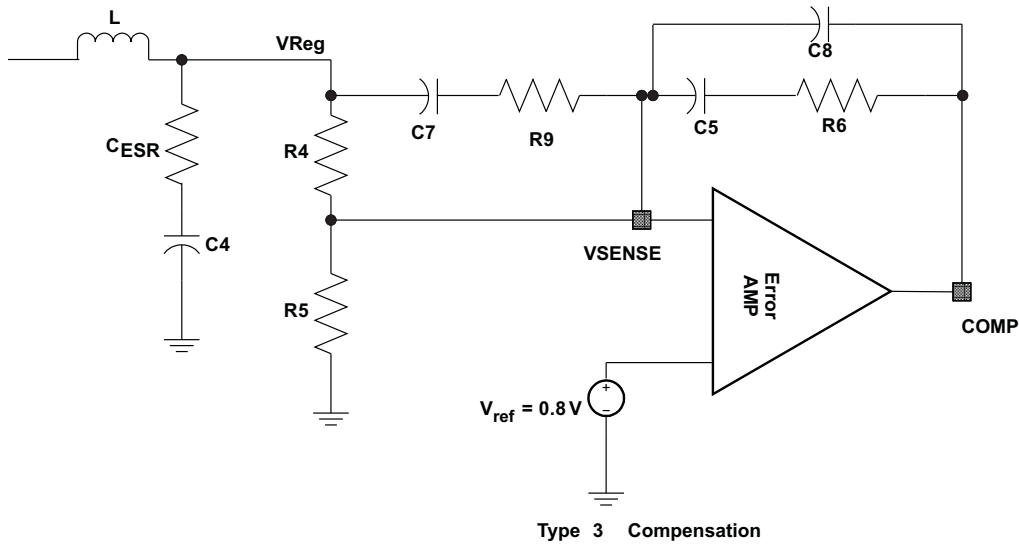 L
VReg
C8
C7
R9
C5
R6
CESR
R4
C4
VSENSE
Error
AMP
R5
COMP
+
−
Vref = 0.8 V
Type 3 Compensation